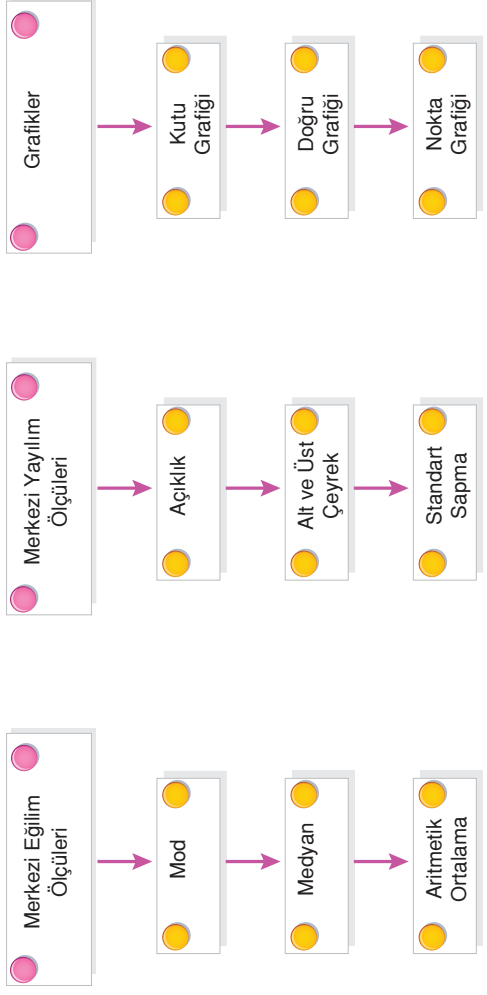 Merkezi Eğilim
Ölçüleri
Mod
Medyan
Aritmetik
Ortalama
Merkezi Yayılım
Ölçüleri
Açıklık
Alt ve Üst
Çeyrek
Standart
Sapma
Grafikler
Kutu
Grafiği
Doğru
Grafiği
Nokta
Grafiği